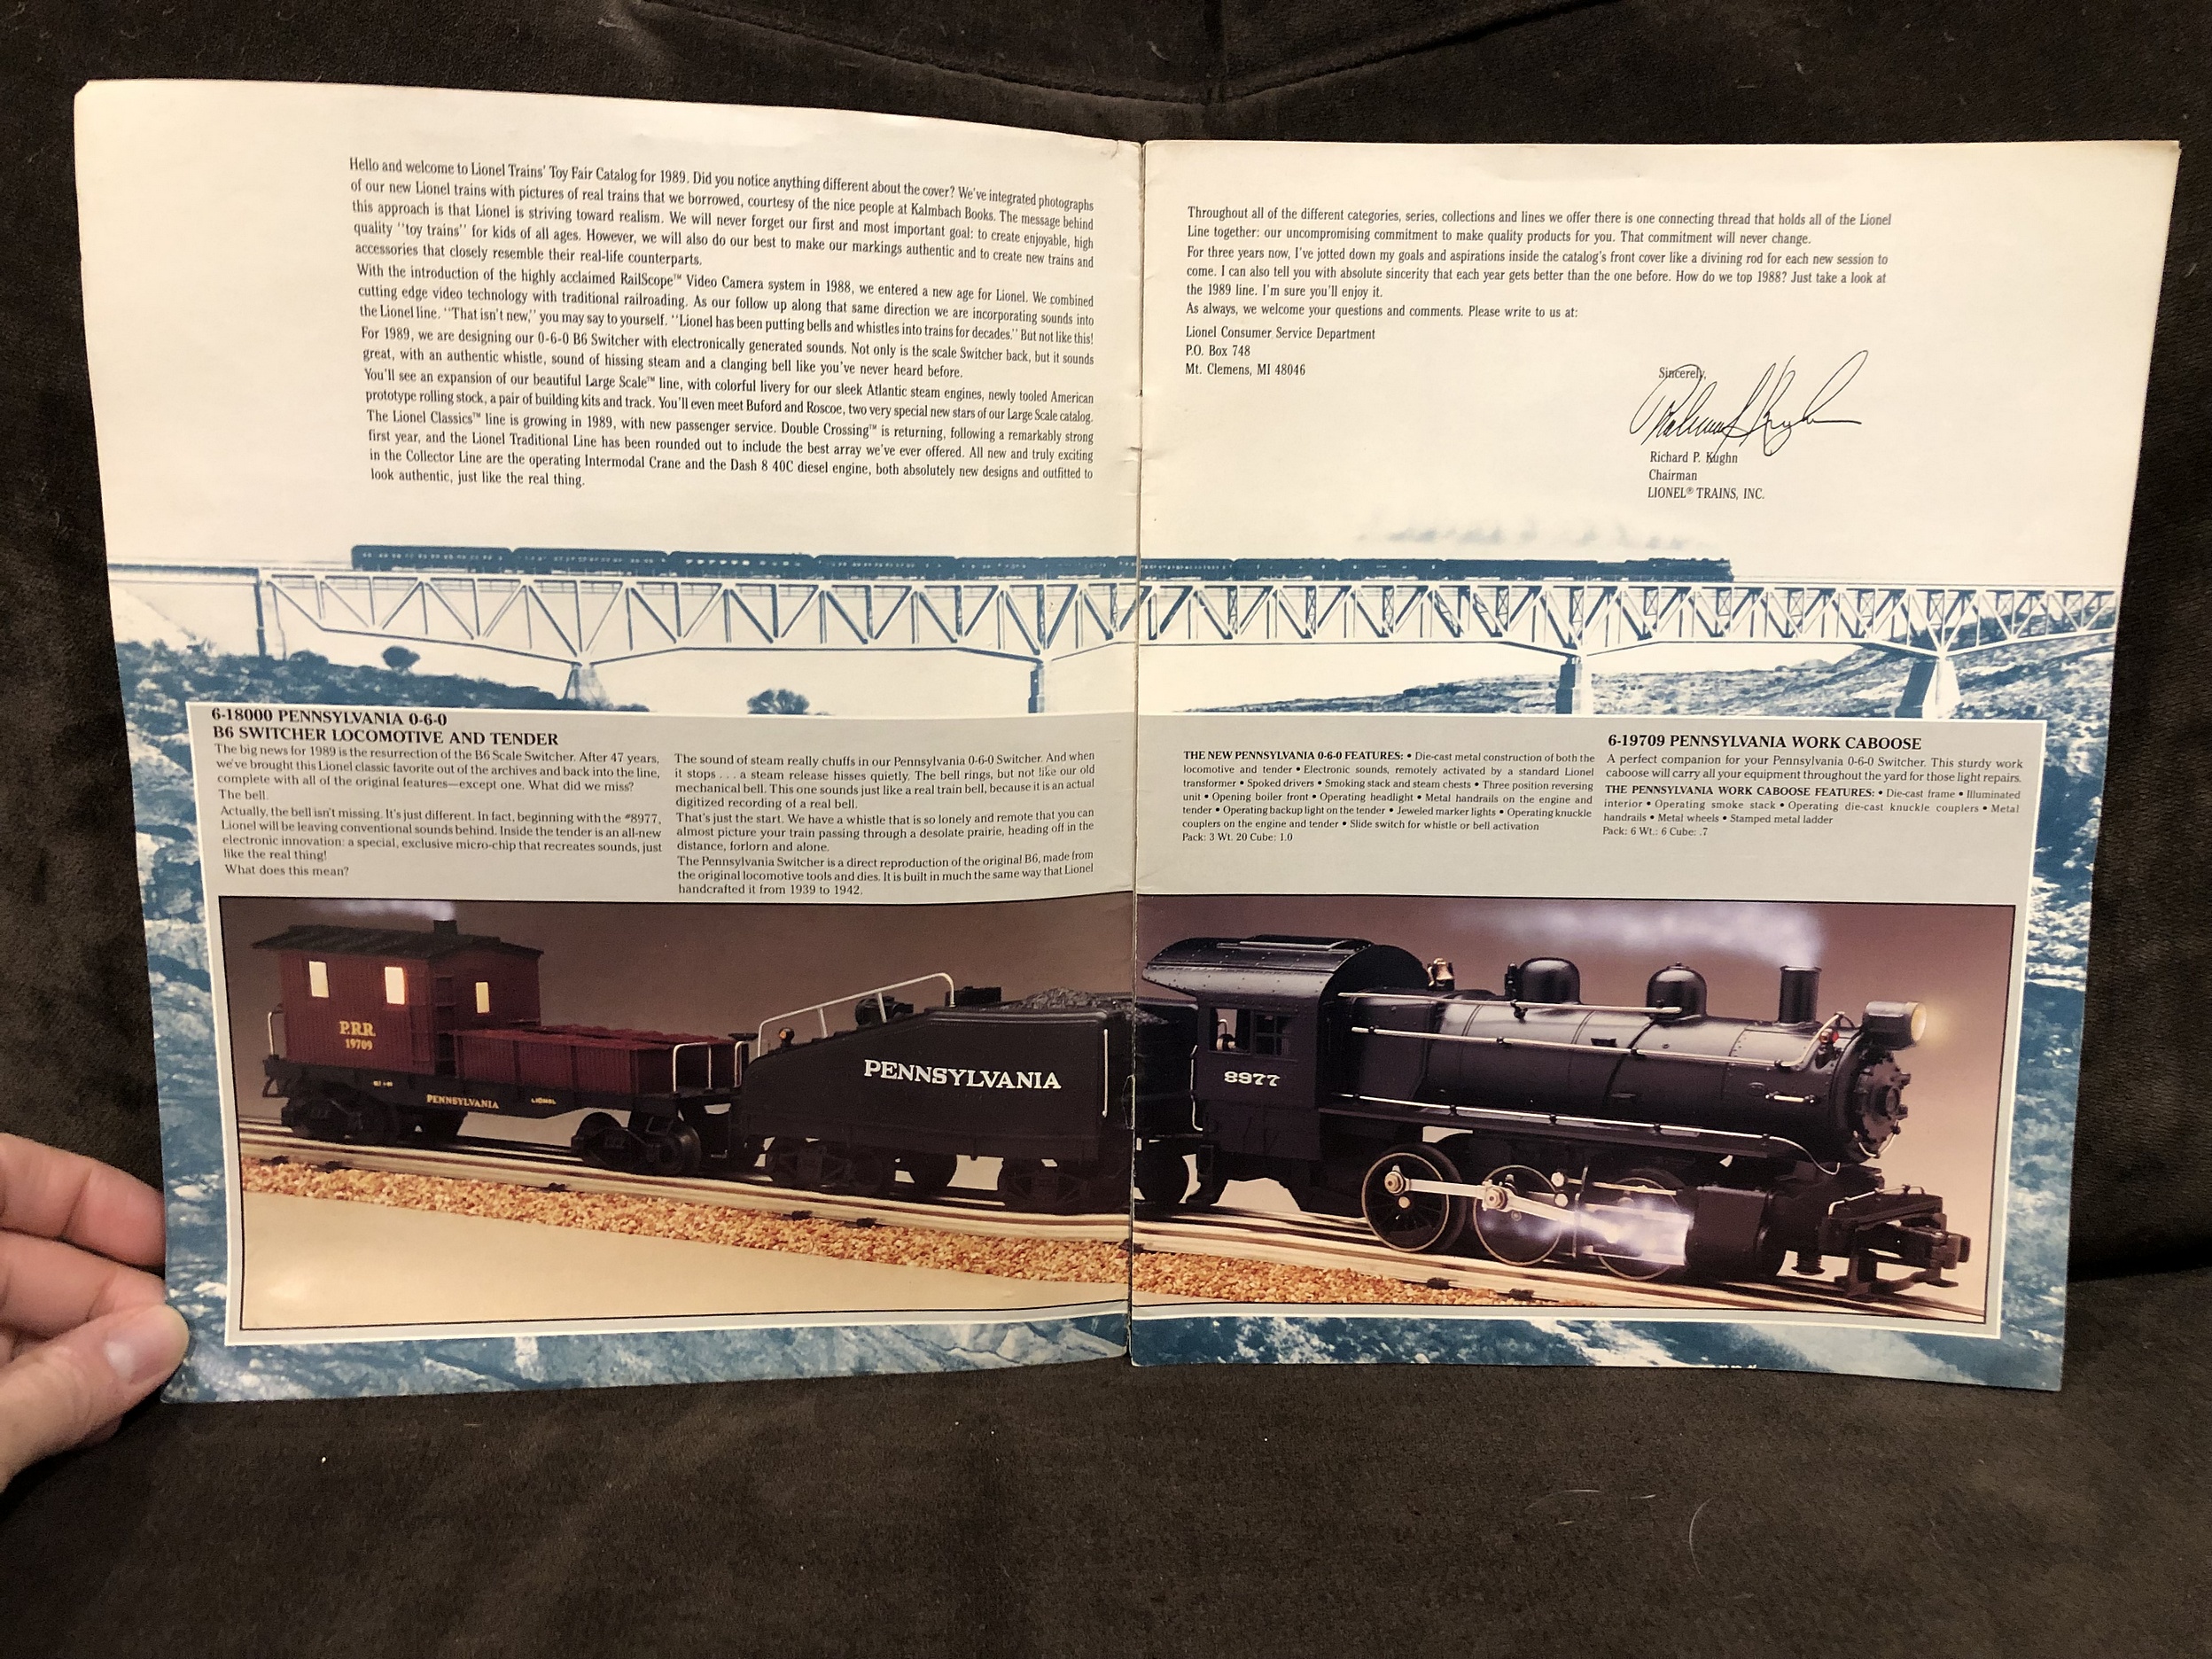 Hello and welcome to Lionel Trains' Toy Fair Catalog for 1989. Did you notice anything different about the cover? We've integrated photographs
of our new Lionel trains with pictures of real trains that we borrowed, courtesy of the nice people at Kalmbach Books. The message behind
this approach is that Lionel is striving toward realism. We will never forget our first and most important goal: to create enjoyable, high
quality "toy trains" for kids of all ages. However, we will also do our best to make our markings authentic and to create new trains and
accessories that closely resemble their real-life counterparts.
With the introduction of the highly acclaimed RailScope™ Video Camera system in 1988, we entered a new age for Lionel. We combined
cutting edge video technology with traditional railroading. As our follow up along that same direction we are incorporating sounds into
the Lionel line. "That isn't new," you may say to yourself. "Lionel has been putting bells and whistles into trains for decades." But not like this!
For 1989, we are designing our 0-6-0 B6 Switcher with electronically generated sounds. Not only is the scale Switcher back, but it sounds
great, with an authentic whistle, sound of hissing steam and a clanging bell like you've never heard before.
You'll see an expansion of our beautiful Large Scale™ line, with colorful livery for our sleek Atlantic steam engines, newly tooled American
prototype rolling stock, a pair of building kits and track. You'll even meet Buford and Roscoe, two very special new stars of our Large Scale catalog.
The Lionel Classics™ line is growing in 1989, with new passenger service. Double Crossing™ is returning, following a remarkably strong
first year, and the Lionel Traditional Line has been rounded out to include the best array we've ever offered. All new and truly exciting
in the Collector Line are the operating Intermodal Crane and the Dash 8 40C diesel engine, both absolutely new designs and outfitted to
look authentic, just like the real thing.
Throughout all of the different categories, series, collections and lines we offer there is one connecting thread that holds all of the Lionel
Line together: our uncompromising commitment to make quality products for you. That commitment will never change.
For three years now, I've jotted down my goals and aspirations inside the catalog's front cover like a divining rod for each new session to
come. I can also tell you with absolute sincerity that each year gets better than the one before. How do we top 1988? Just take a look at
the 1989 line. I'm sure you'll enjoy it.
As always, we welcome your questions and comments. Please write to us at:
Lionel Consumer Service Department
P.O. Box 748
Mt. Clemens, MI 48046
Sincerely,
Richard P. Kughn
Chairman
LIONEL® TRAINS, INC.
6-18000 PENNSYLVANIA 0-6-0
B6 SWITCHER LOCOMOTIVE AND TENDER
The big news for 1989 is the resurrection of the B6 Scale Switcher. After 47 years,
we've brought this Lionel classic favorite out of the archives and back into the line,
complete with all of the original features—except one. What did we miss?
The bell.
Actually, the bell isn't missing. It's just different. In fact, beginning with the #8977,
Lionel will be leaving conventional sounds behind. Inside the tender is an all-new
electronic innovation: a special, exclusive micro-chip that recreates sounds, just
like the real thing!
What does this mean?
The sound of steam really chuffs in our Pennsylvania 0-6-0 Switcher. And when
it stops . . . a steam release hisses quietly. The bell rings, but not like our old
mechanical bell. This one sounds just like a real train bell, because it is an actual
digitized recording of a real bell.
That's just the start. We have a whistle that is so lonely and remote that you can
almost picture your train passing through a desolate prairie, heading off in the
distance, forlorn and alone.
The Pennsylvania Switcher is a direct reproduction of the original B6, made from
the original locomotive tools and dies. It is built in much the same way that Lionel
handcrafted it from 1939 to 1942.
THE NEW PENNSYLVANIA 0-6-0 FEATURES: • Die-cast metal construction of both the
locomotive and tender • Electronic sounds, remotely activated by a standard Lionel
transformer • Spoked drivers • Smoking stack and steam chests • Three position reversing
unit • Opening boiler front • Operating headlight • Metal handrails on the engine and
tender • Operating backup light on the tender • Jeweled marker lights • Operating knuckle
couplers on the engine and tender • Slide switch for whistle or bell activation
Pack: 3 Wt. 20 Cube: 1.0
6-19709 PENNSYLVANIA WORK CABOOSE
A perfect companion for your Pennsylvania 0-6-0 Switcher. This sturdy work
caboose will carry all your equipment throughout the yard for those light repairs.
THE PENNSYLVANIA WORK CABOOSE FEATURES: • Die-cast frame • Illuminated
interior • Operating smoke stack • Operating die-cast knuckle couplers • Metal
handrails • Metal wheels • Stamped metal ladder
Pack: 6 Wt.: 6 Cube: .7
P.R.R.
19709
PENNSYLVANIA
LIONEL
PENNSYLVANIA
8977